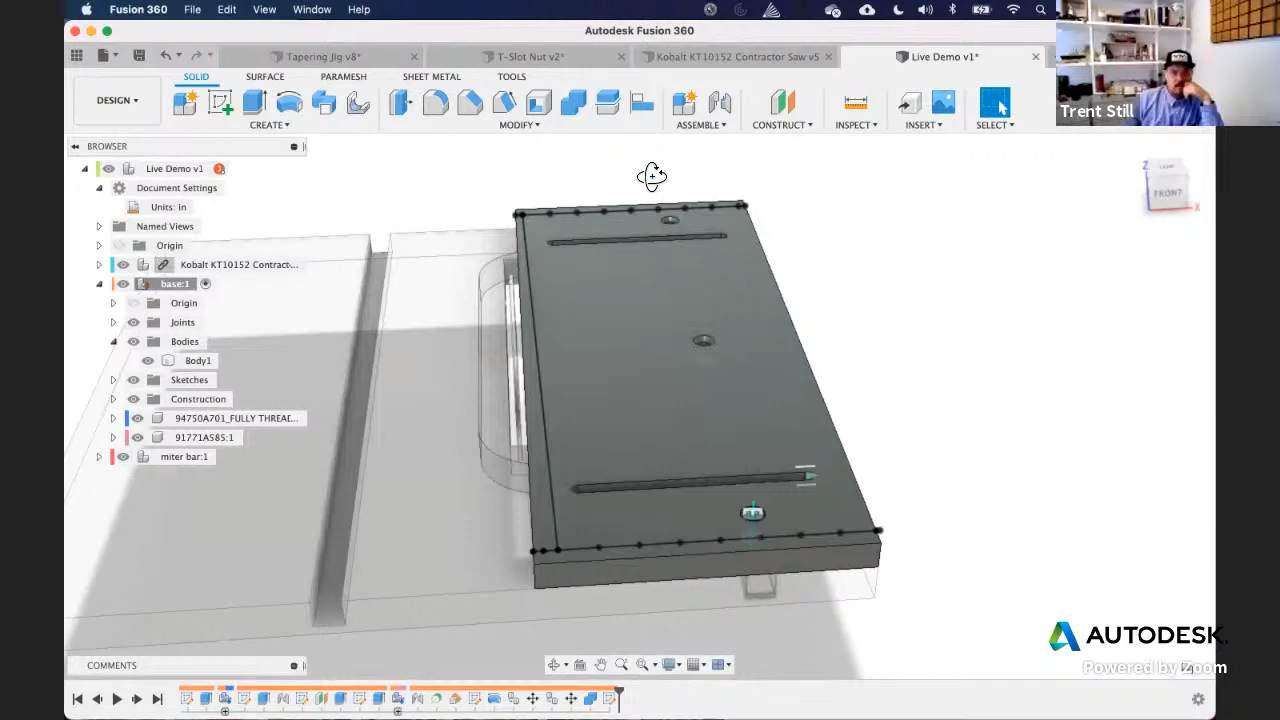 Fusion 360 File Edit View Window Help
Autodesk Fusion 360
Tapering Jig v8* T-Slot Nut v2* Kobalt KT10152 Contractor Saw v5 Live Demo v1*
SOLID SURFACE PARAMESH SHEET METAL TOOLS
DESIGN
CREATE MODIFY ASSEMBLE CONSTRUCT INSPECT INSERT SELECT
Trent Still
BROWSER
Live Demo v1
Document Settings
Units: in
Named Views
Origin
Kobalt KT10152 Contract...
base:1
Origin
Joints
Bodies
Body1
Sketches
Construction
94750A701_FULLY THREAD...
91771A585:1
miter bar:1
Z
FRONT
X
COMMENTS
AUTODESK
Powered by Zoom